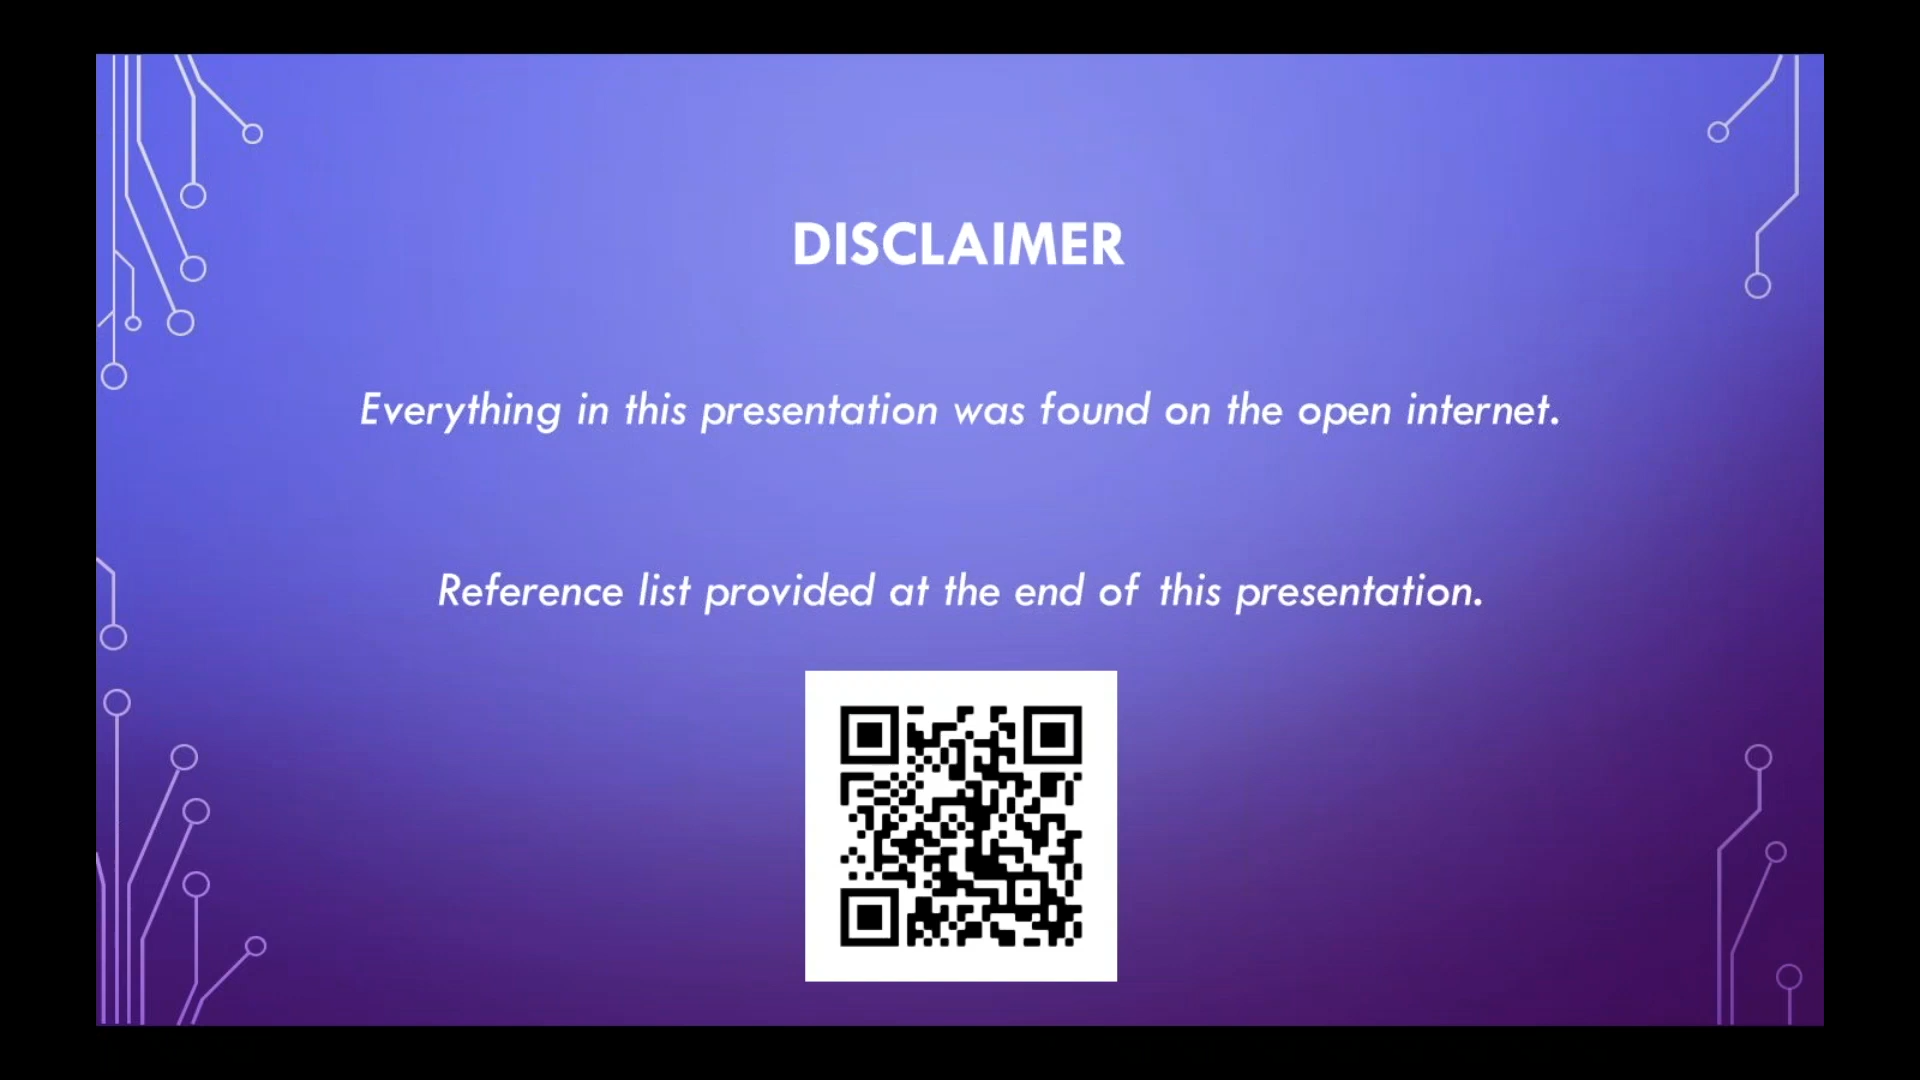 DISCLAIMER
Everything in this presentation was found on the open internet.
Reference list provided at the end of this presentation.